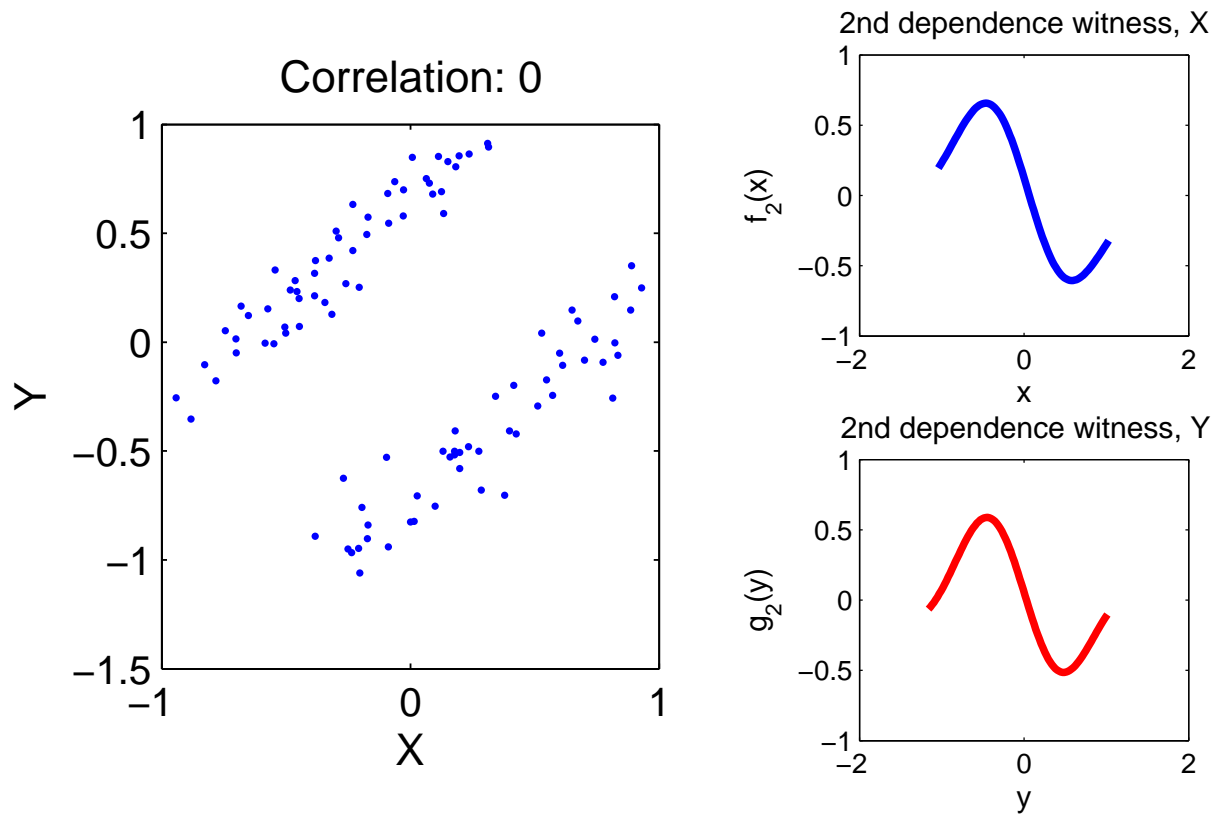 Correlation: 0
1
0.5
0
−0.5
−1
−1.5
−1
0
1
X
Y
2nd dependence witness, X
1
0.5
0
−0.5
−1
−2
0
2
x
f2(x)
2nd dependence witness, Y
1
0.5
0
−0.5
−1
−2
0
2
y
g2(y)